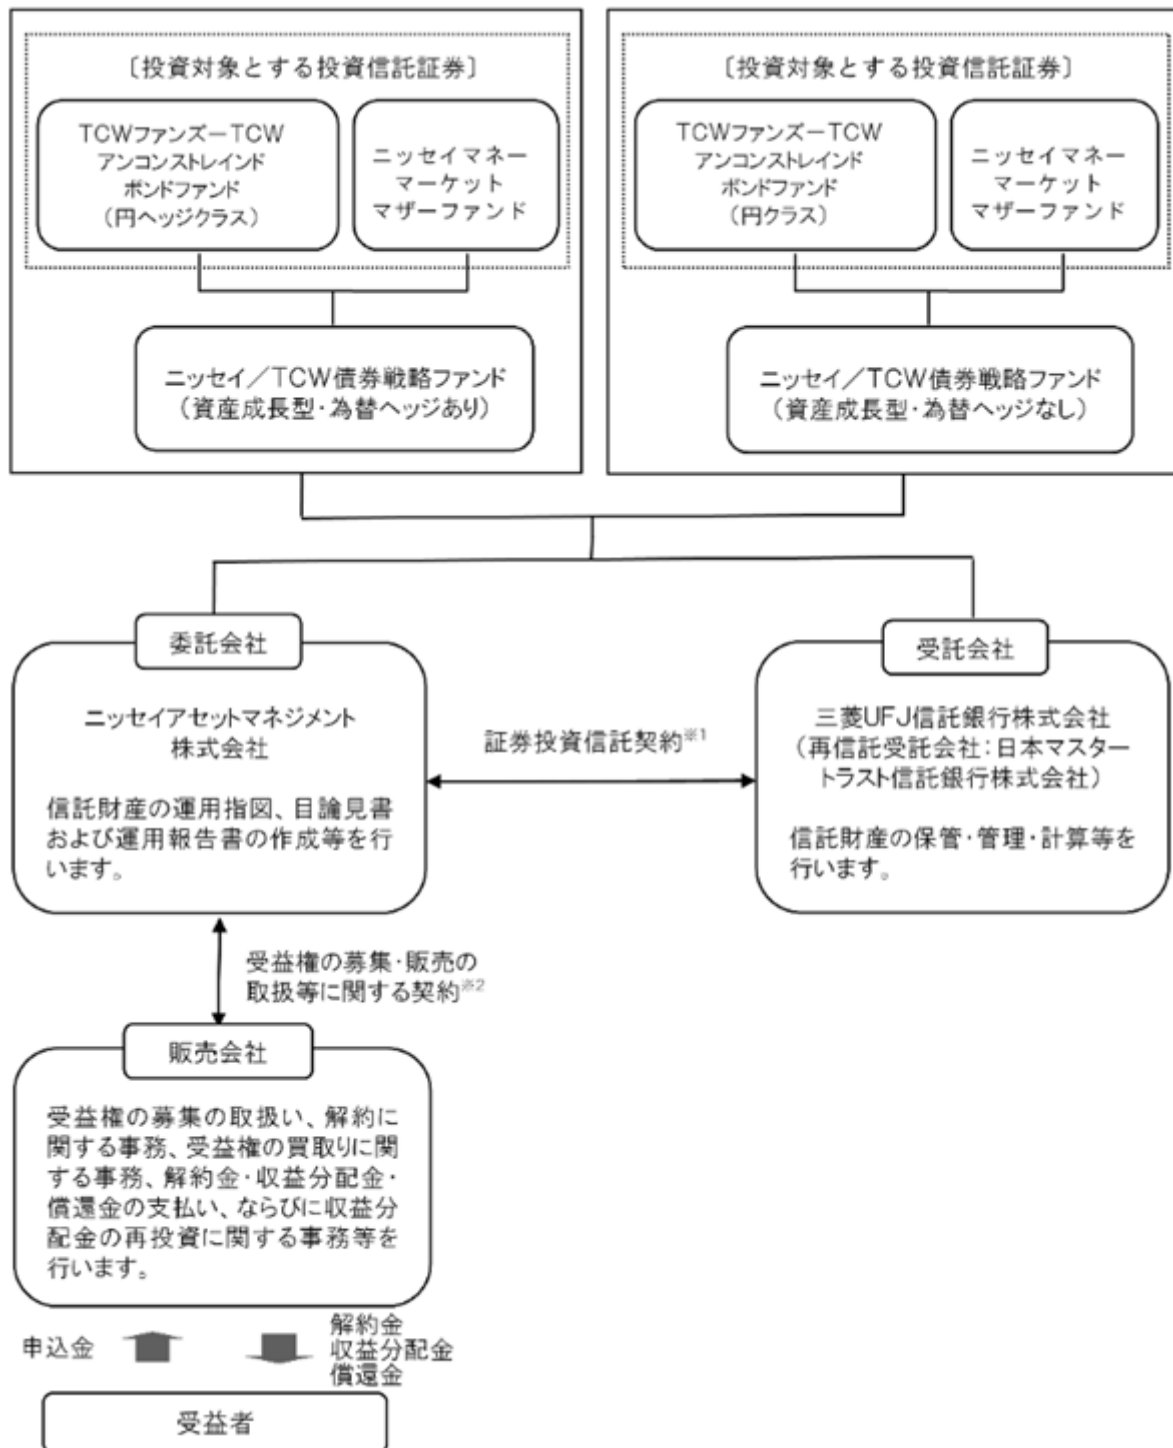 〔投資対象とする投資信託証券〕
TCWファンズーTCW
アンコンストレインド
ボンドファンド
(円ヘッジクラス)
ニッセイマネー
マーケット
マザーファンド
ニッセイ／TCW債券戦略ファンド
(資産成長型・為替ヘッジあり)
〔投資対象とする投資信託証券〕
TCWファンズーTCW
アンコンストレインド
ボンドファンド
(円クラス)
ニッセイマネー
マーケット
マザーファンド
ニッセイ／TCW債券戦略ファンド
(資産成長型・為替ヘッジなし)
委託会社
ニッセイアセットマネジメント
株式会社
信託財産の運用指図、目論見書
および運用報告書の作成等を行
います。
証券投資信託契約※1
受託会社
三菱UFJ信託銀行株式会社
(再信託受託会社:日本マスター
トラスト信託銀行株式会社)
信託財産の保管・管理・計算等を
行います。
受益権の募集・販売の
取扱等に関する契約※2
販売会社
受益権の募集の取扱い、解約に
関する事務、受益権の買取りに関
する事務、解約金・収益分配金・
償還金の支払い、ならびに収益分
配金の再投資に関する事務等を
行います。
申込金
解約金
収益分配金
償還金
受益者